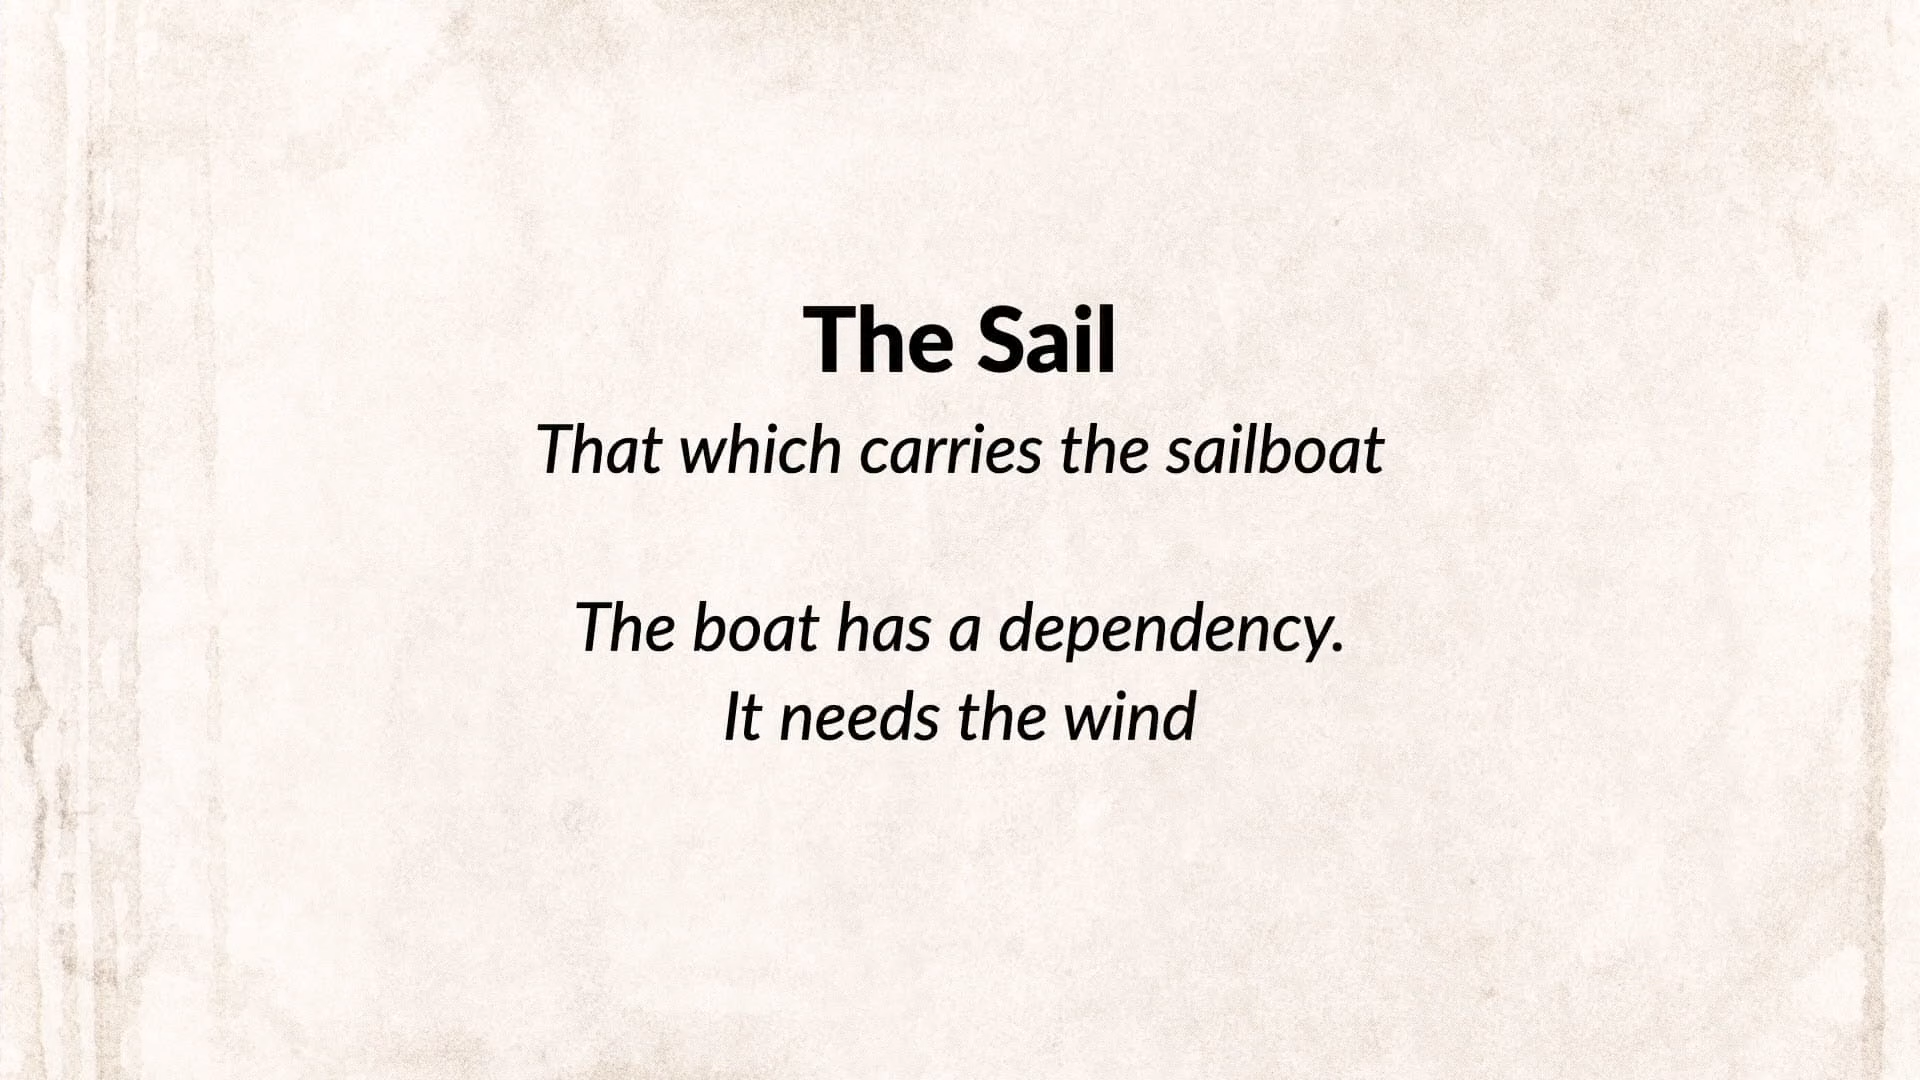 The Sail
That which carries the sailboat
The boat has a dependency.
It needs the wind